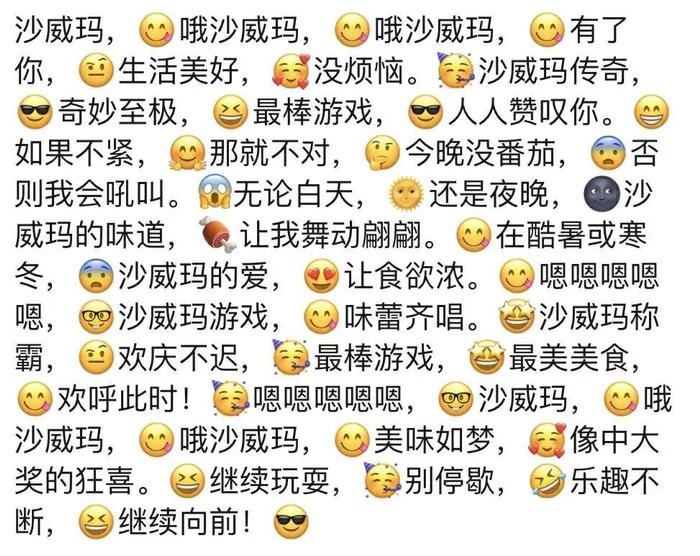 沙威玛，😋哦沙威玛，😋哦沙威玛，😋有了
你，🤨生活美好，🥰没烦恼。🥳沙威玛传奇，
😎奇妙至极，😆最棒游戏，😎人人赞叹你。😁
如果不紧，🤗那就不对，🤔今晚没番茄，😨否
则我会吼叫。😱无论白天，🌞还是夜晚，🌚沙
威玛的味道，🍖让我舞动翩翩。😋在酷暑或寒
冬，😨沙威玛的爱，😍让食欲浓。😋嗯嗯嗯嗯
嗯，🤓沙威玛游戏，😋味蕾齐唱。🤩沙威玛称
霸，🤨欢庆不迟，🥳最棒游戏，🤩最美美食，
😋欢呼此时！🥳嗯嗯嗯嗯嗯，🤓沙威玛，😋哦
沙威玛，😋哦沙威玛，😋美味如梦，🥰像中大
奖的狂喜。😆继续玩耍，🥳别停歇，🤣乐趣不
断，😆继续向前！😎